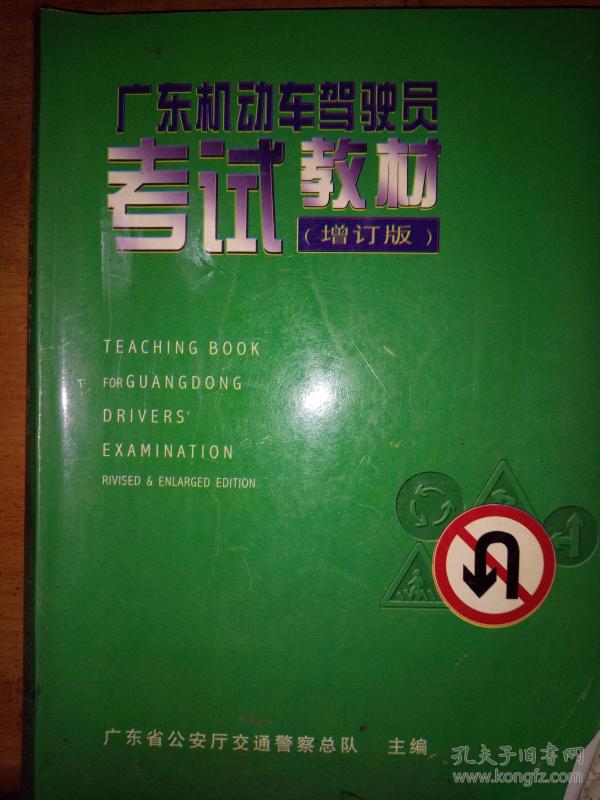 广东机动车驾驶员
考试教材
（增订版）
TEACHING BOOK
FOR GUANGDONG
DRIVERS'
EXAMINATION
RIVISED & ENLARGED EDITION
广东省公安厅交通警察总队 主编
孔夫子旧书网
www.kongfz.com